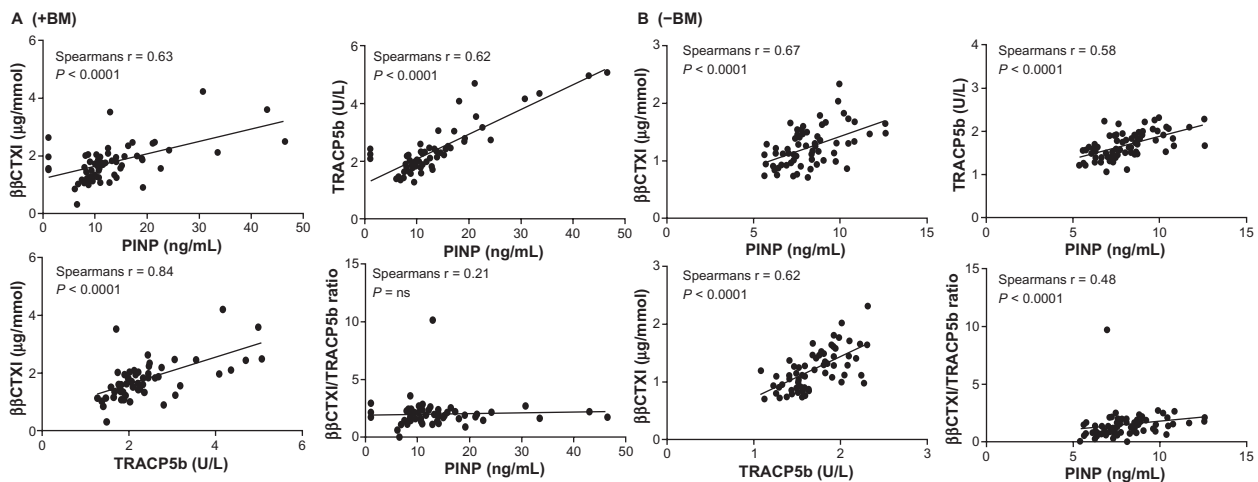 A (+BM)
Spearmans r = 0.63
P < 0.0001
ββCTXI (μg/mmol)
6
4
2
0
0 10 20 30 40 50
PINP (ng/mL)
Spearmans r = 0.62
P < 0.0001
TRACP5b (U/L)
6
4
2
0
0 10 20 30 40 50
PINP (ng/mL)
Spearmans r = 0.84
P < 0.0001
ββCTXI (μg/mmol)
6
4
2
0
0 2 4 6
TRACP5b (U/L)
Spearmans r = 0.21
P = ns
ββCTXI/TRACP5b ratio
15
10
5
0
0 10 20 30 40 50
PINP (ng/mL)
B (−BM)
Spearmans r = 0.67
P < 0.0001
ββCTXI (μg/mmol)
3
2
1
0
0 5 10 15
PINP (ng/mL)
Spearmans r = 0.58
P < 0.0001
TRACP5b (U/L)
4
3
2
1
0
0 5 10 15
PINP (ng/mL)
Spearmans r = 0.62
P < 0.0001
ββCTXI (μg/mmol)
3
2
1
0
0 1 2 3
TRACP5b (U/L)
Spearmans r = 0.48
P < 0.0001
ββCTXI/TRACP5b ratio
15
10
5
0
0 5 10 15
PINP (ng/mL)